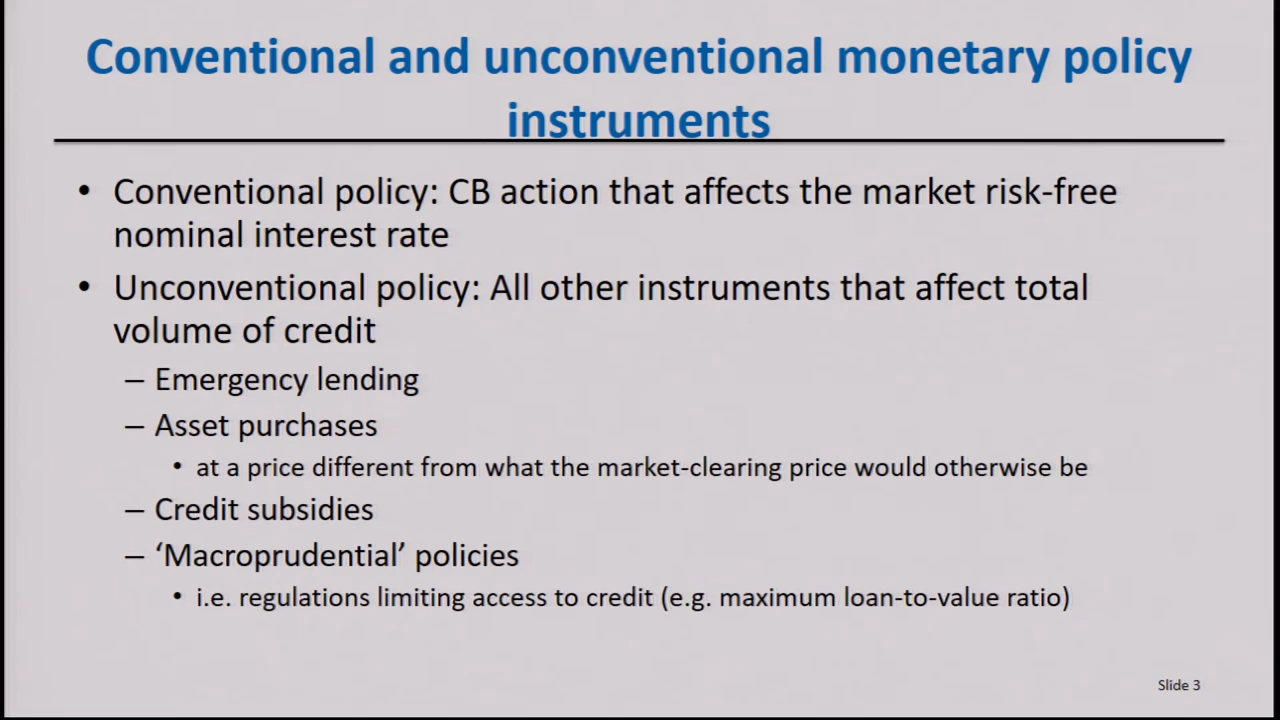 Conventional and unconventional monetary policy
instruments
• Conventional policy: CB action that affects the market risk-free
nominal interest rate
• Unconventional policy: All other instruments that affect total
volume of credit
– Emergency lending
– Asset purchases
• at a price different from what the market-clearing price would otherwise be
– Credit subsidies
– ‘Macroprudential’ policies
• i.e. regulations limiting access to credit (e.g. maximum loan-to-value ratio)
Slide 3